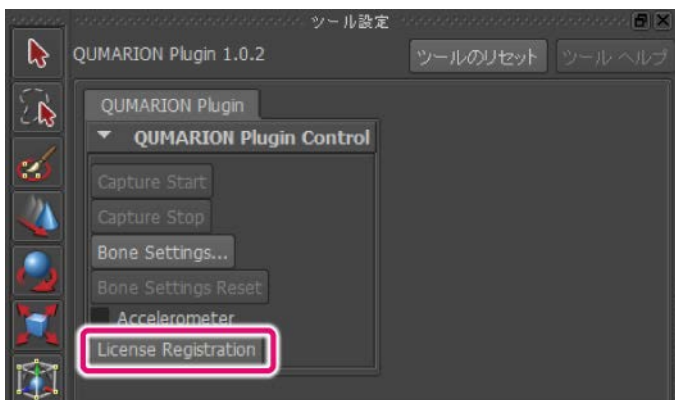 ツール設定
QUMARION Plugin 1.0.2 ツールのリセット ツール ヘルプ
QUMARION Plugin
QUMARION Plugin Control
Capture Start
Capture Stop
Bone Settings...
Bone Settings Reset
Accelerometer
License Registration